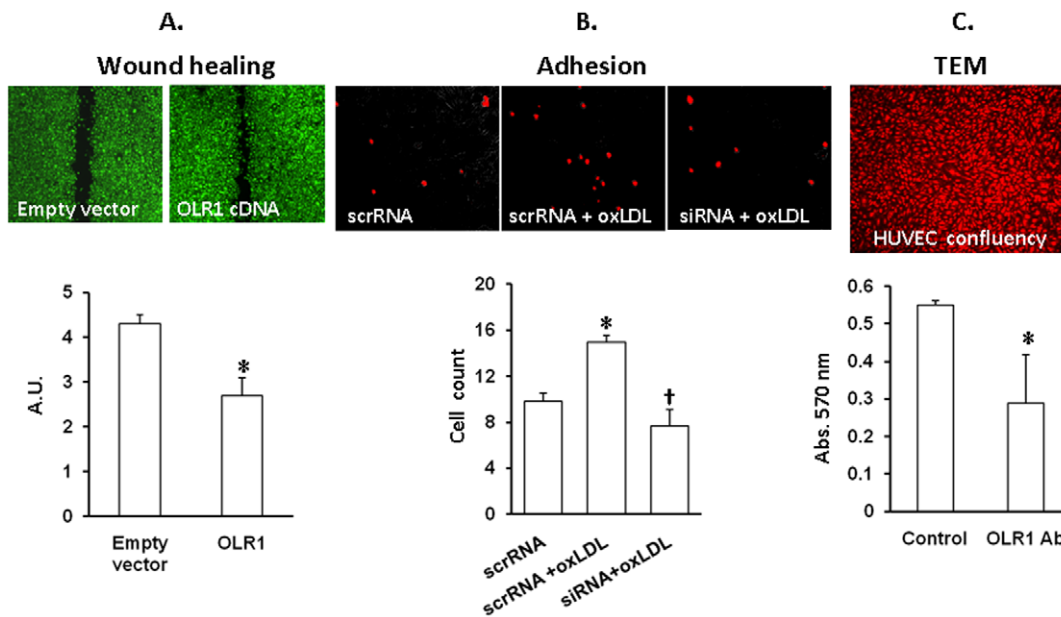 A.
Wound healing
Empty vector
OLR1 cDNA
A.U.
5
4
3
2
1
0
*
Empty
vector
OLR1
B.
Adhesion
scrRNA
scrRNA + oxLDL
siRNA + oxLDL
Cell count
20
16
12
8
4
0
*
†
scrRNA
scrRNA +oxLDL
siRNA+oxLDL
C.
TEM
HUVEC confluency
Abs. 570 nm
0.6
0.5
0.4
0.3
0.2
0.1
0
*
Control
OLR1 Ab